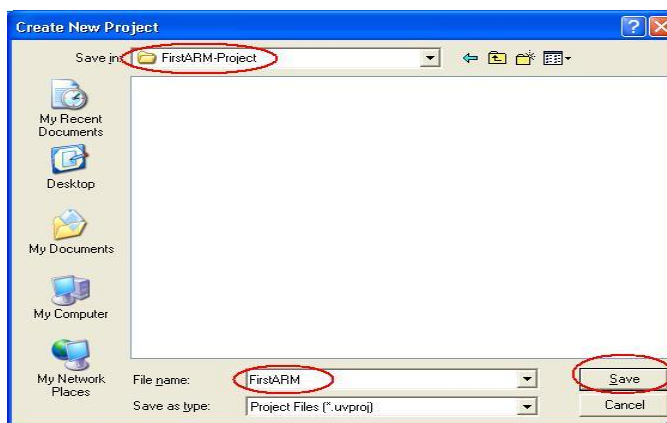 Create New Project
Save in: FirstARM-Project
My Recent
Documents
Desktop
My Documents
My Computer
My Network
Places
File name: FirstARM Save
Save as type: Project Files (*.uvproj) Cancel